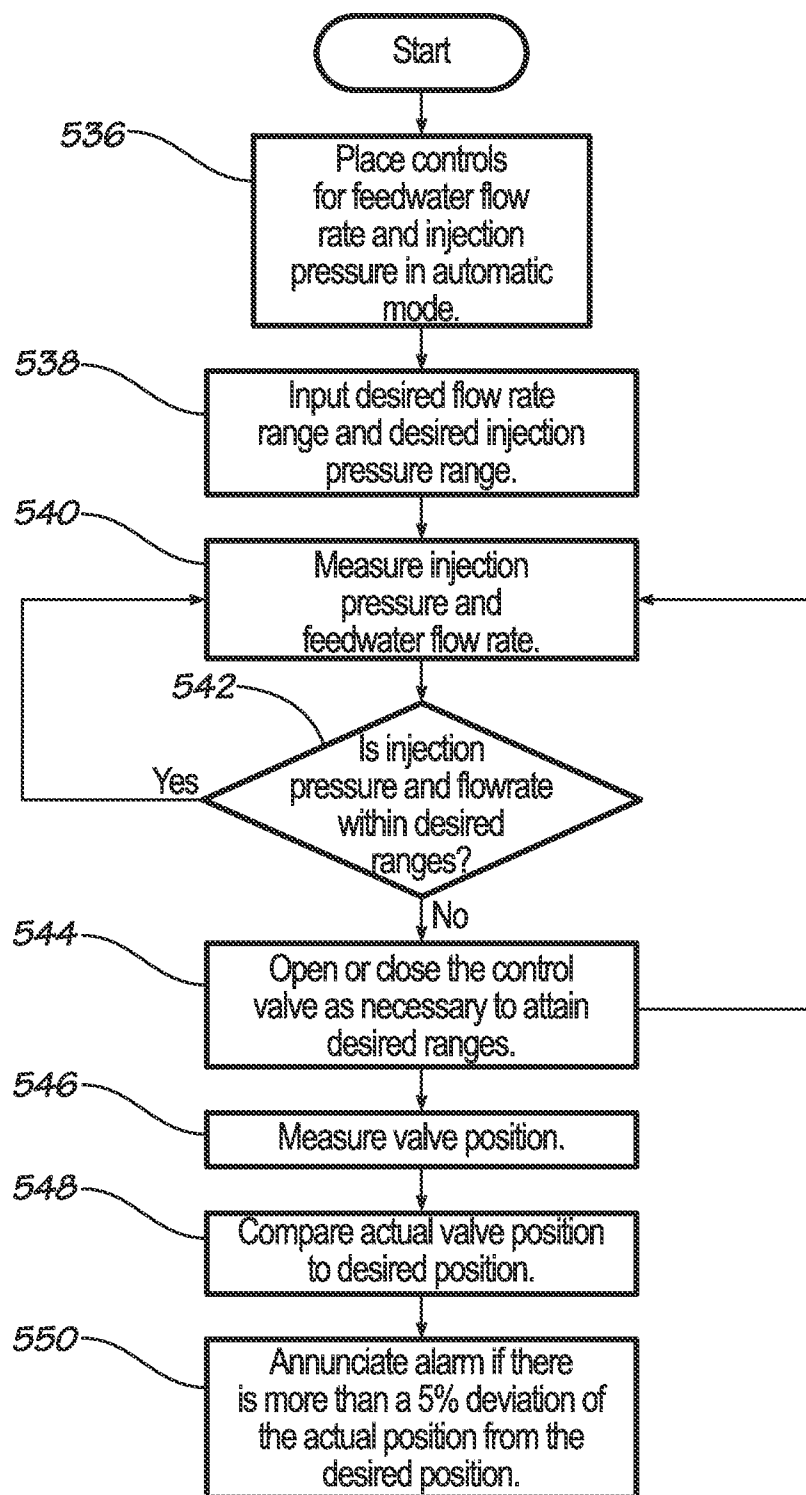 Start
536
Place controls
for feedwater flow
rate and injection
pressure in automatic
mode.
538
Input desired flow rate
range and desired injection
pressure range.
540
Measure injection
pressure and
feedwater flow rate.
542
Is injection
pressure and flowrate
within desired
ranges?
Yes
No
544
Open or close the control
valve as necessary to attain
desired ranges.
546
Measure valve position.
548
Compare actual valve position
to desired position.
550
Annunciate alarm if there
is more than a 5% deviation of
the actual position from the
desired position.